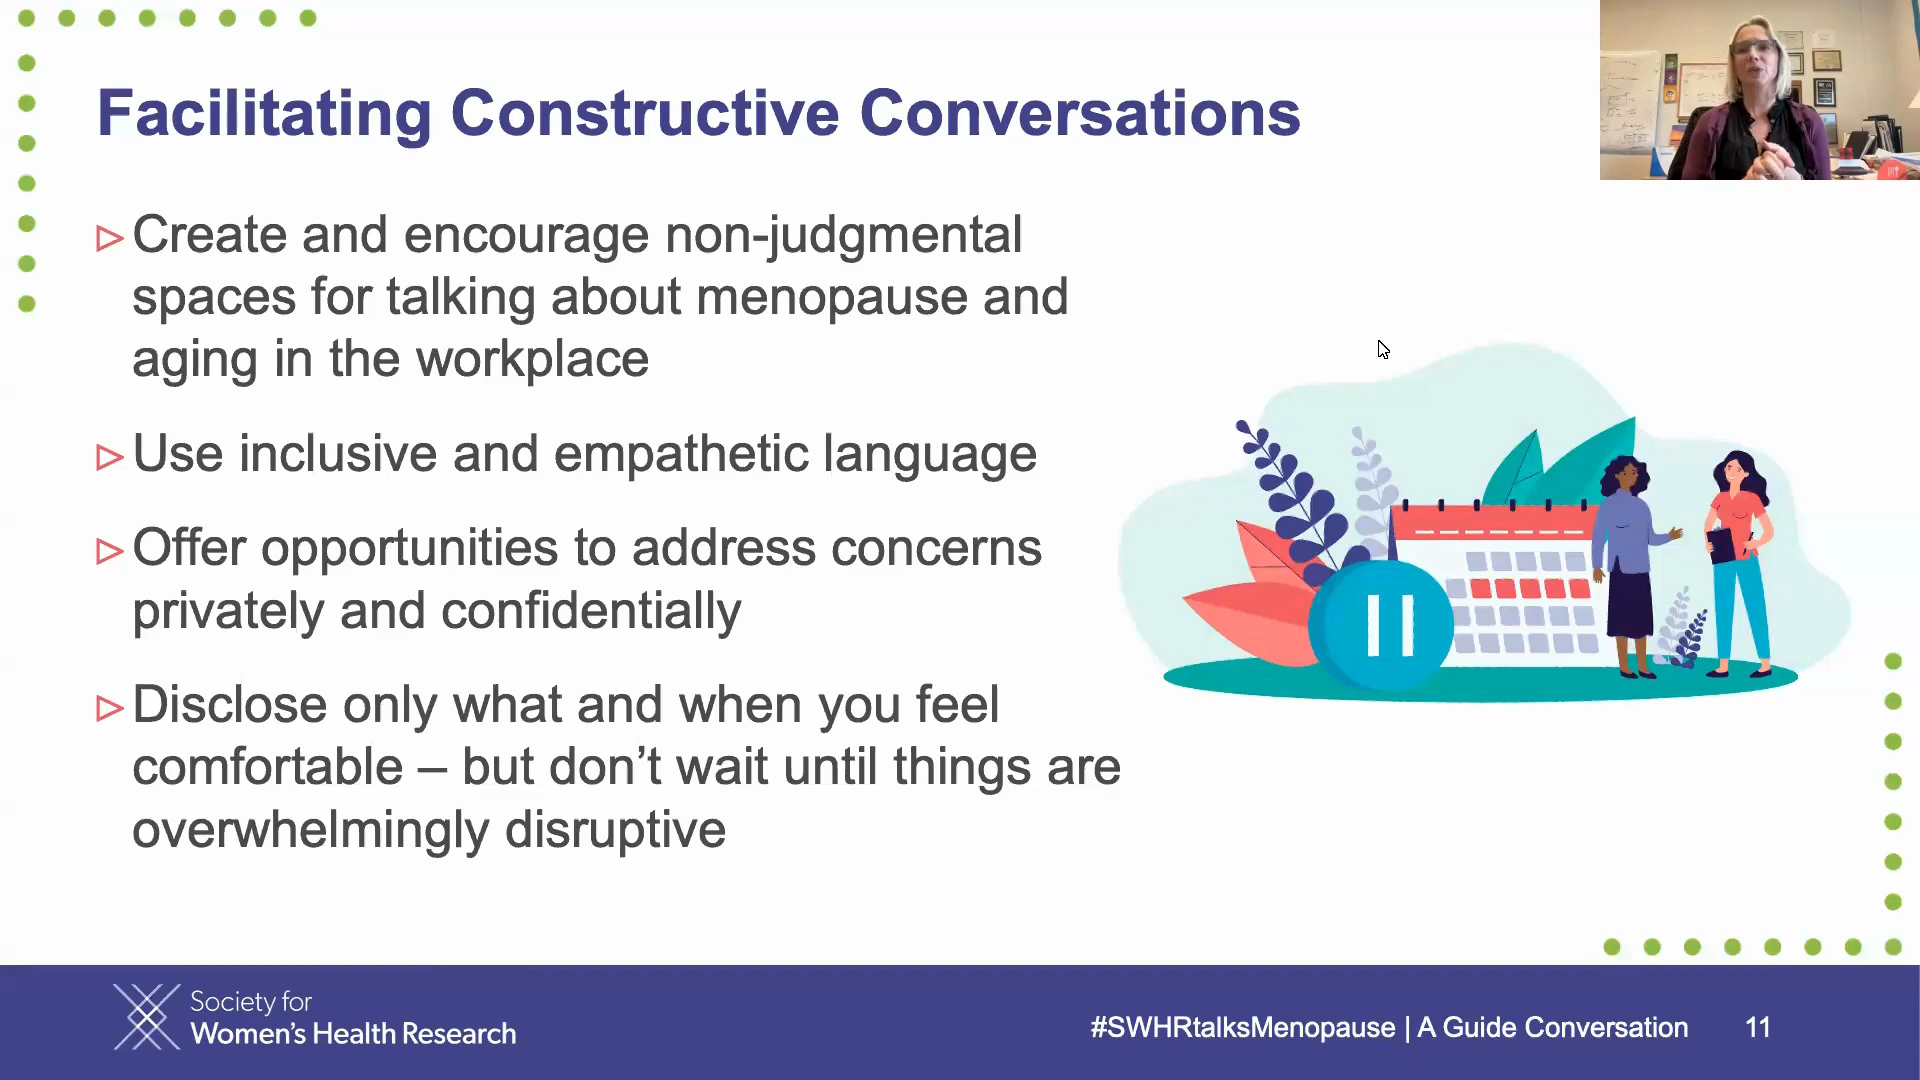 Facilitating Constructive Conversations
Create and encourage non-judgmental
spaces for talking about menopause and
aging in the workplace
Use inclusive and empathetic language
Offer opportunities to address concerns
privately and confidentially
Disclose only what and when you feel
comfortable – but don’t wait until things are
overwhelmingly disruptive
Society for
Women’s Health Research
#SWHRtalksMenopause | A Guide Conversation
11